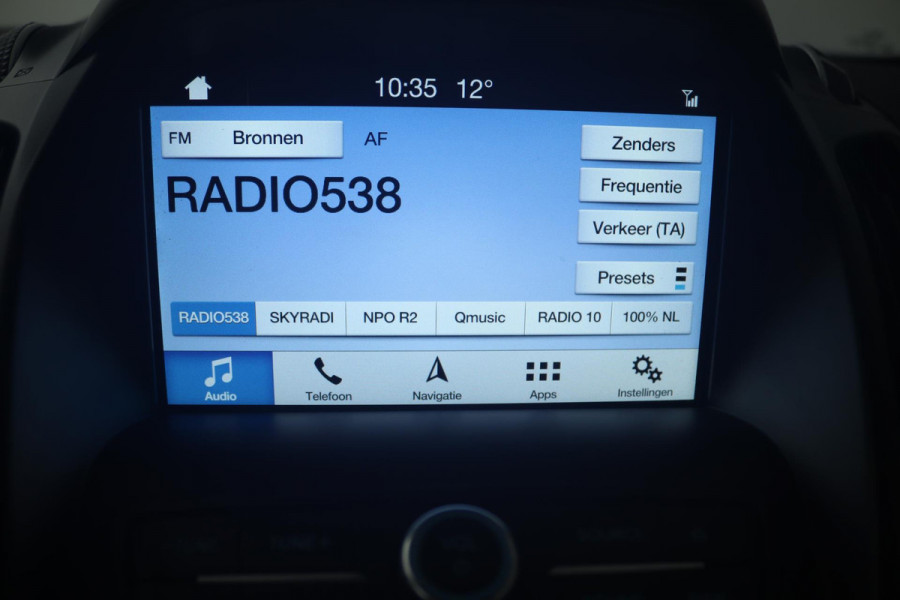 10:35 12°
FM Bronnen AF
Zenders
RADIO538
Frequentie
Verkeer (TA)
Presets
RADIO538 SKYRADI NPO R2 Qmusic RADIO 10 100% NL
Audio Telefoon Navigatie Apps Instellingen